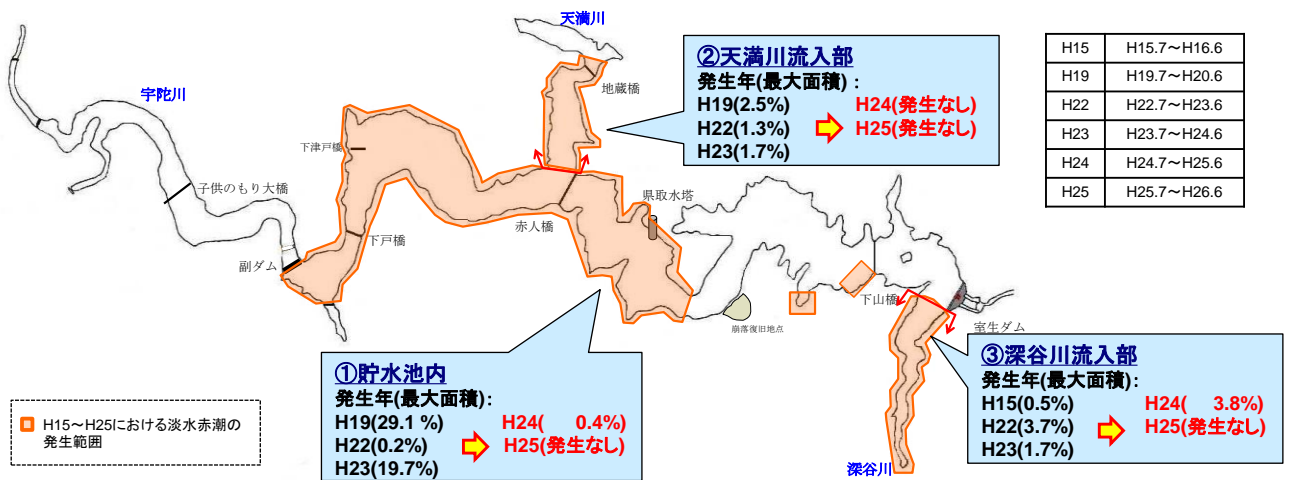 天満川
宇陀川
②天満川流入部
発生年(最大面積)：
H19(2.5%)
H22(1.3%)
H23(1.7%)
H24(発生なし)
H25(発生なし)
H15 H15.7～H16.6
H19 H19.7～H20.6
H22 H22.7～H23.6
H23 H23.7～H24.6
H24 H24.7～H25.6
H25 H25.7～H26.6
地蔵橋
下津戸橋
子供のもり大橋
県取水塔
赤人橋
下戸橋
副ダム
下山橋
崩落復旧地点
室生ダム
①貯水池内
発生年(最大面積)：
H19(29.1 %)
H22(0.2%)
H23(19.7%)
H24( 0.4%)
H25(発生なし)
③深谷川流入部
発生年(最大面積)：
H15(0.5%)
H22(3.7%)
H23(1.7%)
H24( 3.8%)
H25(発生なし)
深谷川
H15～H25における淡水赤潮の
発生範囲